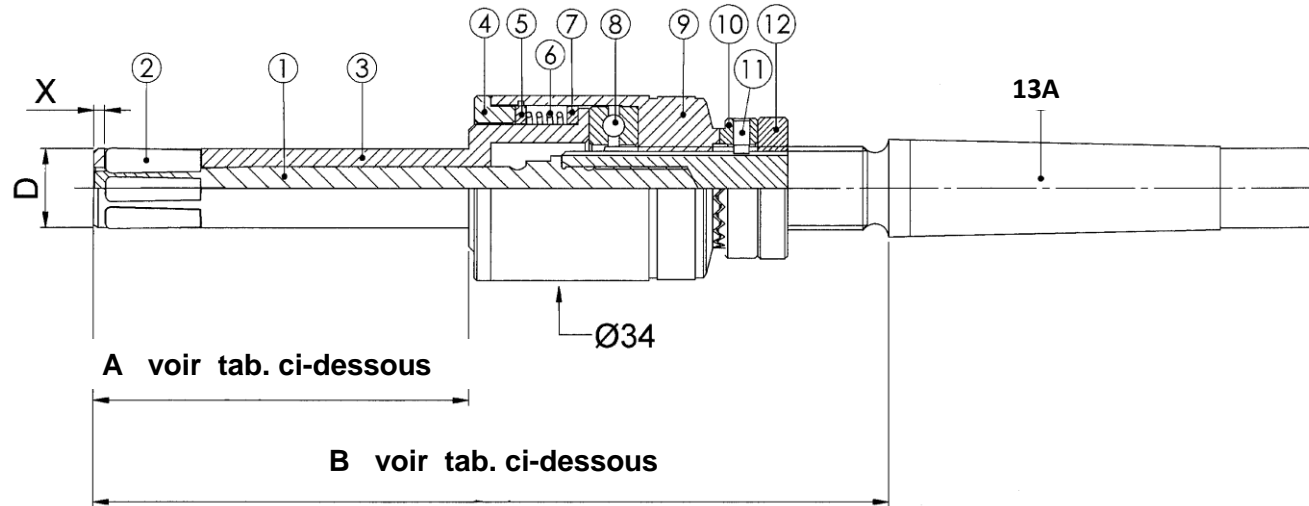 4 5 6 7 8 9 10 11 12
X 2 1 3 13A
D
Ø34
A voir tab. ci-dessous
B voir tab. ci-dessous